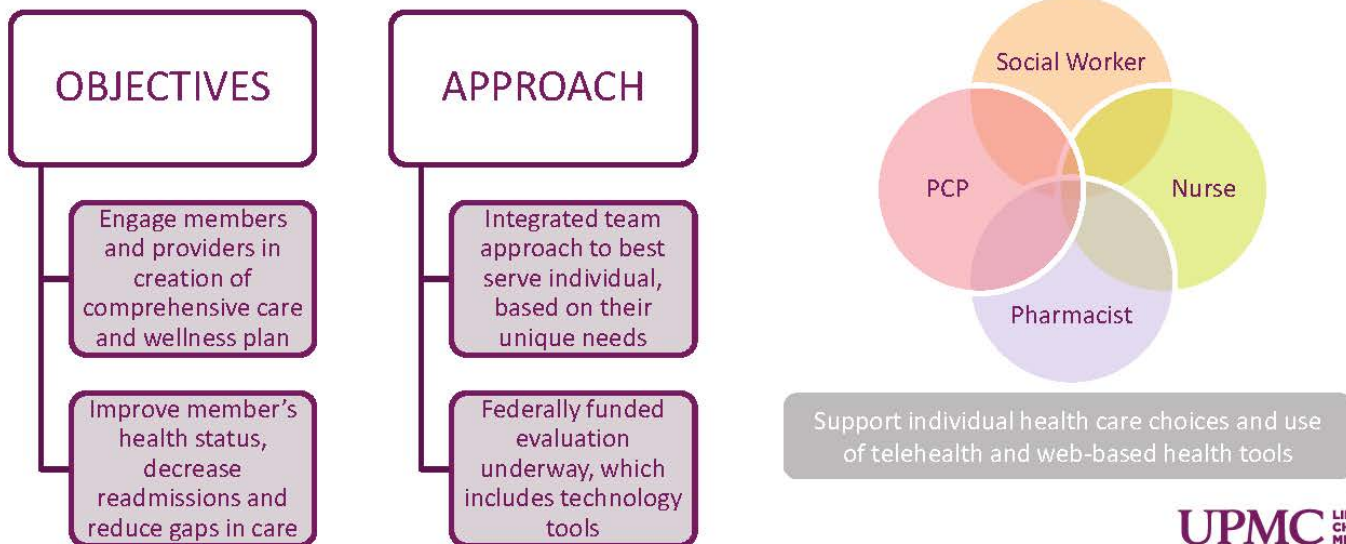 OBJECTIVES
Engage members
and providers in
creation of
comprehensive care
and wellness plan
Improve member's
health status,
decrease
readmissions and
reduce gaps in care
APPROACH
Integrated team
approach to best
serve individual,
based on their
unique needs
Federally funded
evaluation
underway, which
includes technology
tools
Social Worker
PCP
Nurse
Pharmacist
Support individual health care choices and use
of telehealth and web-based health tools
UPMC